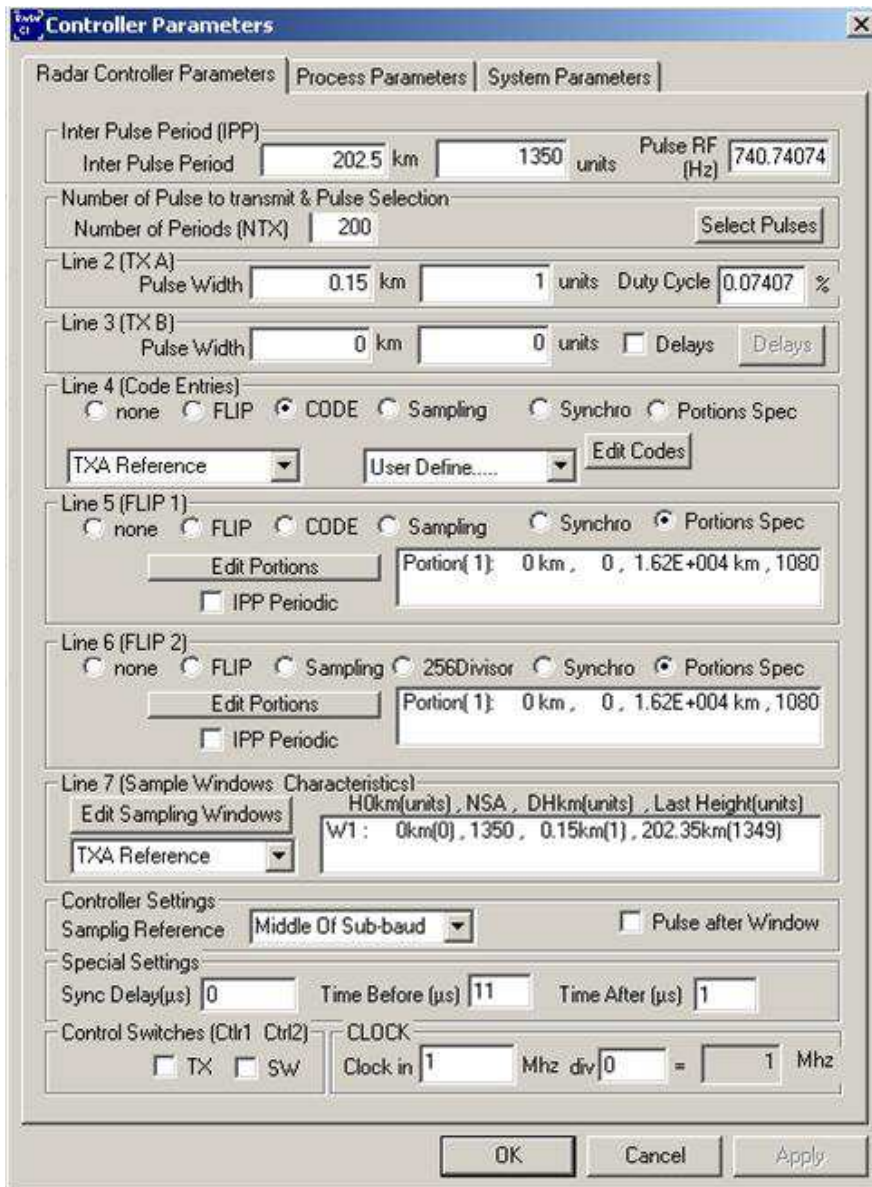 Controller Parameters
Radar Controller Parameters Process Parameters System Parameters
Inter Pulse Period (IPP)
Inter Pulse Period 202.5 km 1350 units Pulse RF (Hz) 740.74074
Number of Pulse to transmit & Pulse Selection
Number of Periods (NTX) 200 Select Pulses
Line 2 (TX A)
Pulse Width 0.15 km 1 units Duty Cycle 0.07407 %
Line 3 (TX B)
Pulse Width 0 km 0 units Delays Delays
Line 4 (Code Entries)
none FLIP CODE Sampling Synchro Portions Spec
TXA Reference User Define..... Edit Codes
Line 5 (FLIP 1)
none FLIP CODE Sampling Synchro Portions Spec
Edit Portions Portion( 1): 0 km , 0 , 1.62E+004 km , 1080
IPP Periodic
Line 6 (FLIP 2)
none FLIP Sampling 256Divisor Synchro Portions Spec
Edit Portions Portion( 1): 0 km , 0 , 1.62E+004 km , 1080
IPP Periodic
Line 7 (Sample Windows Characteristics)
H0km(units) , NSA , DHkm(units) , Last Height(units)
Edit Sampling Windows W1 : 0km(0) , 1350 , 0.15km(1) , 202.35km(1349)
TXA Reference
Controller Settings
Samplig Reference Middle Of Sub-baud Pulse after Window
Special Settings
Sync Delay(µs) 0 Time Before (µs) 11 Time After (µs) 1
Control Switches (Ctlr1 Ctrl2) CLOCK
TX SW Clock in 1 Mhz div 0 = 1 Mhz
OK Cancel Apply